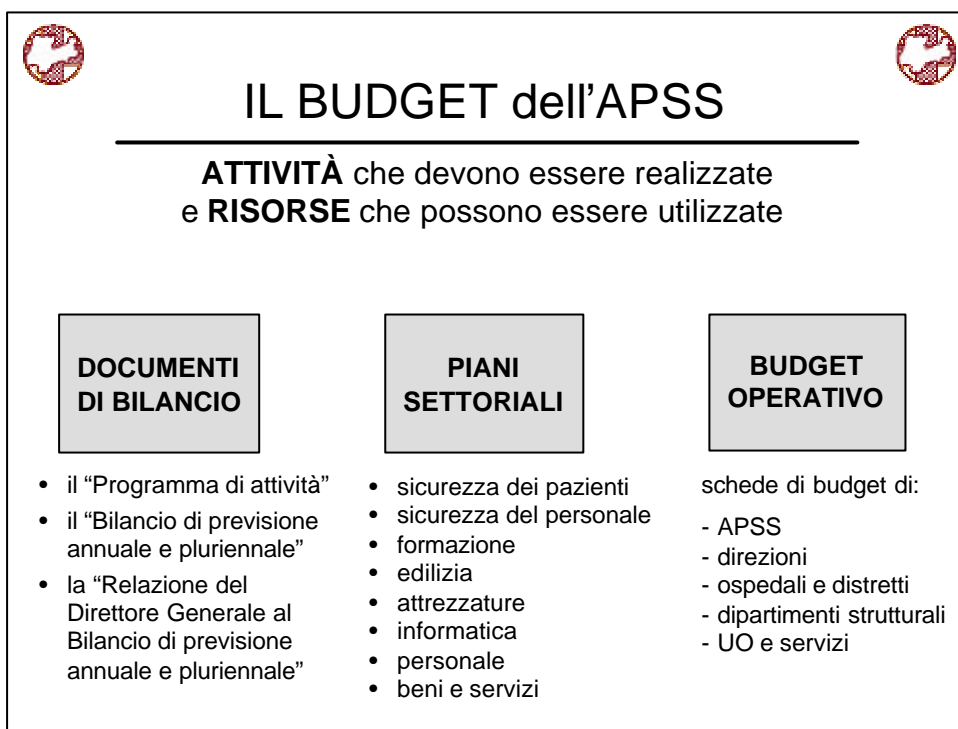 IL BUDGET dell'APSS
ATTIVITÀ che devono essere realizzate
e RISORSE che possono essere utilizzate
DOCUMENTI
DI BILANCIO
• il “Programma di attività”
• il “Bilancio di previsione
annuale e pluriennale”
• la “Relazione del
Direttore Generale al
Bilancio di previsione
annuale e pluriennale”
PIANI
SETTORIALI
• sicurezza dei pazienti
• sicurezza del personale
• formazione
• edilizia
• attrezzature
• informatica
• personale
• beni e servizi
BUDGET
OPERATIVO
schede di budget di:
- APSS
- direzioni
- ospedali e distretti
- dipartimenti strutturali
- UO e servizi